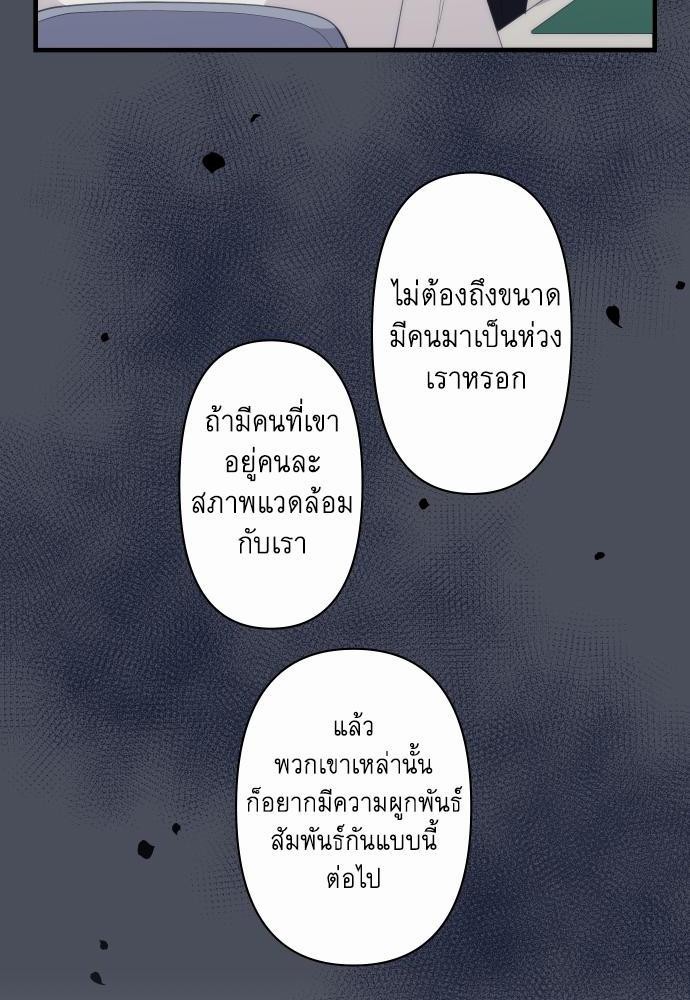 ไม่ต้องถึงขนาด
มีคนมาเป็นห่วง
เราหรอก
ถ้ามีคนที่เขา
อยู่คนละ
สภาพแวดล้อม
กับเรา
แล้ว
พวกเขาเหล่านั้น
ก็อยากมีความผูกพันธ์
สัมพันธ์กันแบบนี้
ต่อไป